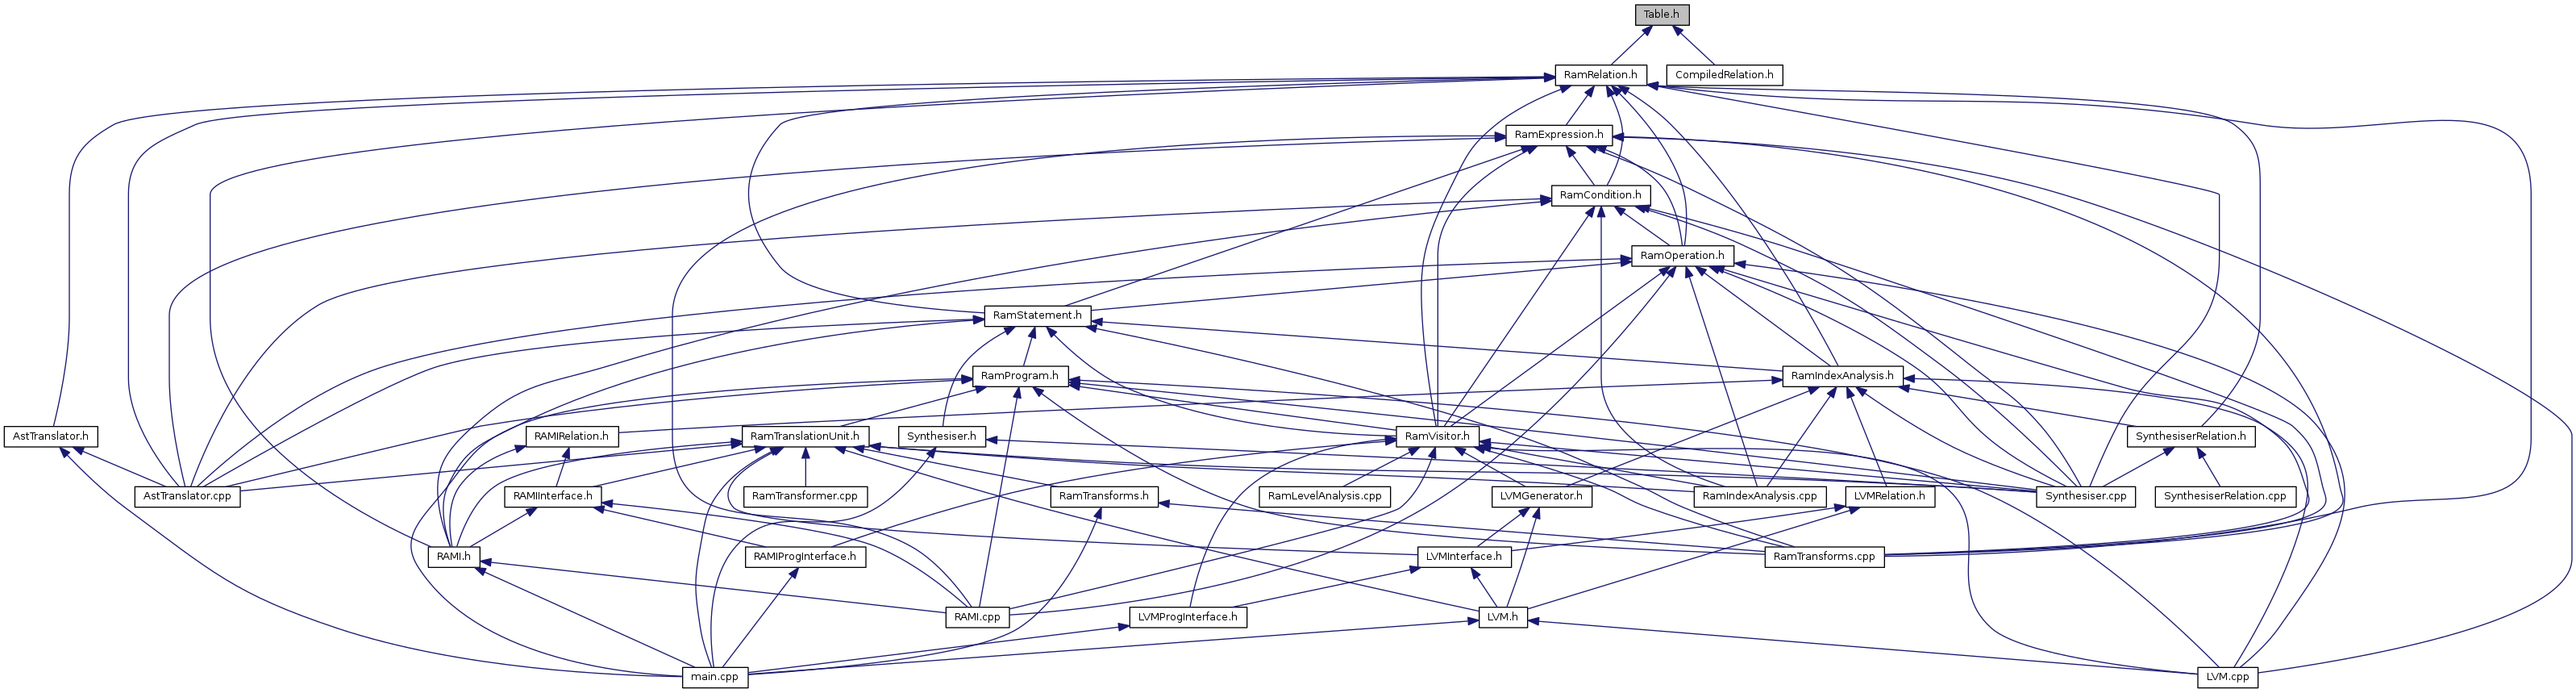 Table.h
RamRelation.h
CompiledRelation.h
RamExpression.h
RamCondition.h
RamOperation.h
RamStatement.h
RamProgram.h
RamIndexAnalysis.h
AstTranslator.h
RAMIRelation.h
RamTranslationUnit.h
Synthesiser.h
RamVisitor.h
SynthesiserRelation.h
AstTranslator.cpp
RAMIInterface.h
RamTransformer.cpp
RamTransforms.h
RamLevelAnalysis.cpp
LVMGenerator.h
RamIndexAnalysis.cpp
LVMRelation.h
Synthesiser.cpp
SynthesiserRelation.cpp
RAMI.h
RAMIProgInterface.h
LVMInterface.h
RamTransforms.cpp
RAMI.cpp
LVMProgInterface.h
LVM.h
main.cpp
LVM.cpp